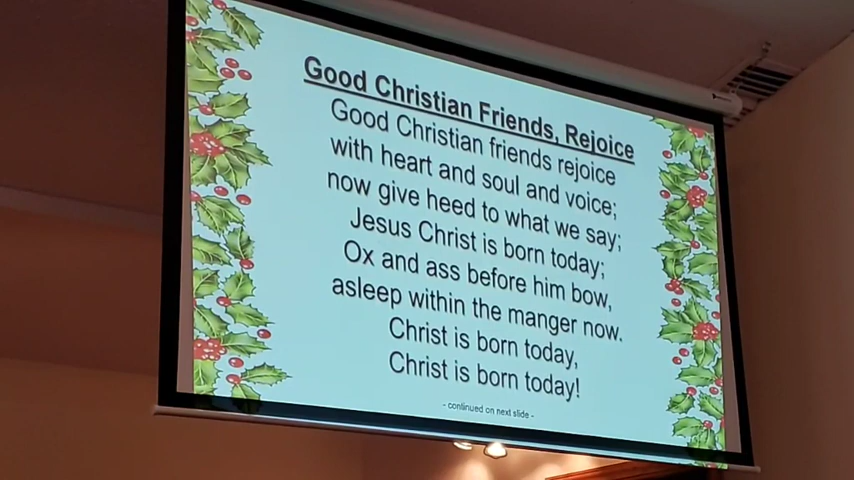 Good Christian Friends, Rejoice
Good Christian friends rejoice
with heart and soul and voice;
now give heed to what we say;
Jesus Christ is born today;
Ox and ass before him bow,
asleep within the manger now.
Christ is born today,
Christ is born today!
- continued on next slide -